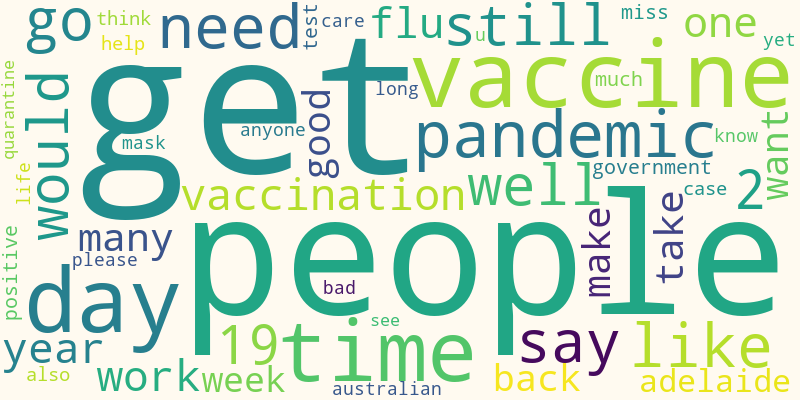 go
think
help
need
test
care
flu
still
u
miss
one
yet
quarantine
would
get
long
vaccine
much
mask
anyone
good
pandemic
know
want
government
life
vaccination
well
case
2
positive
many
please
people
make
take
bad
day
see
year
19
time
say
like
also
work
week
australian
back
adelaide